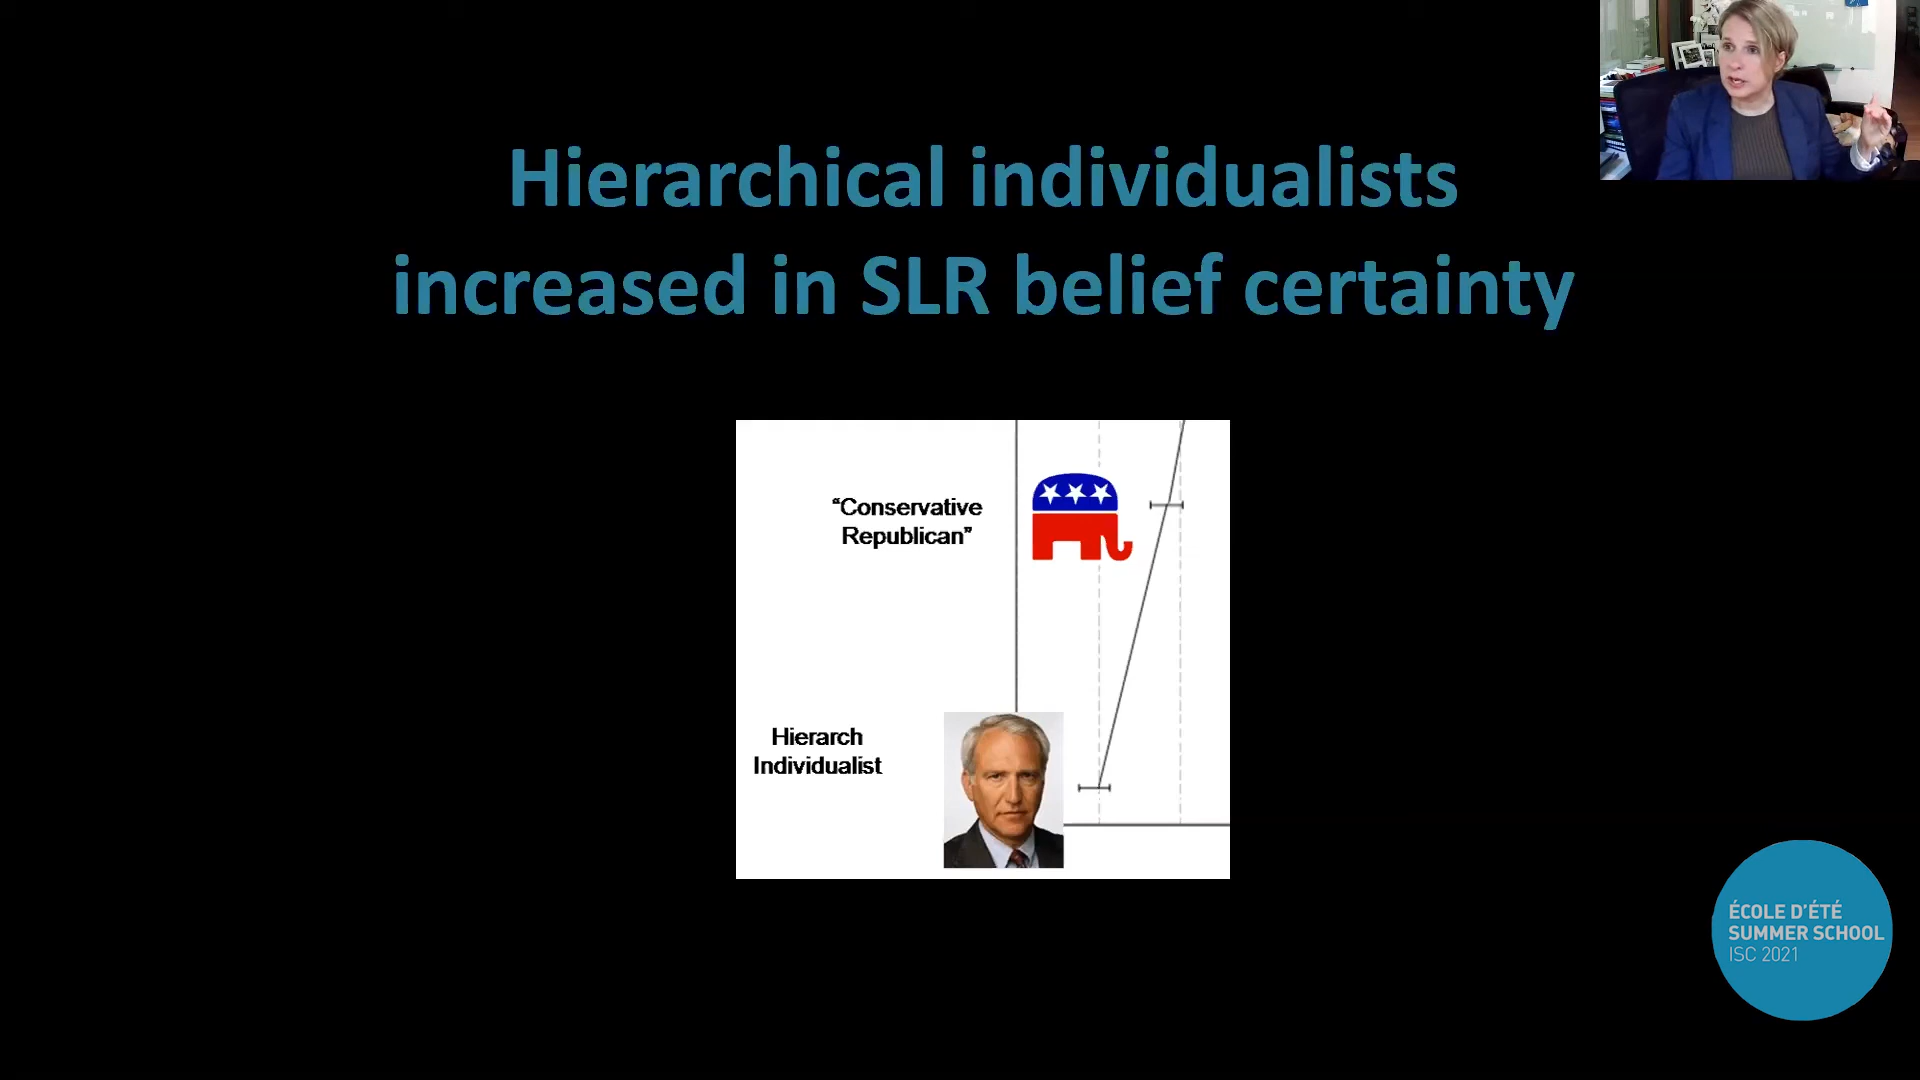 Hierarchical individualists
increased in SLR belief certainty
“Conservative
Republican”
Hierarch
Individualist
ÉCOLE D'ÉTÉ
SUMMER SCHOOL
ISC 2021